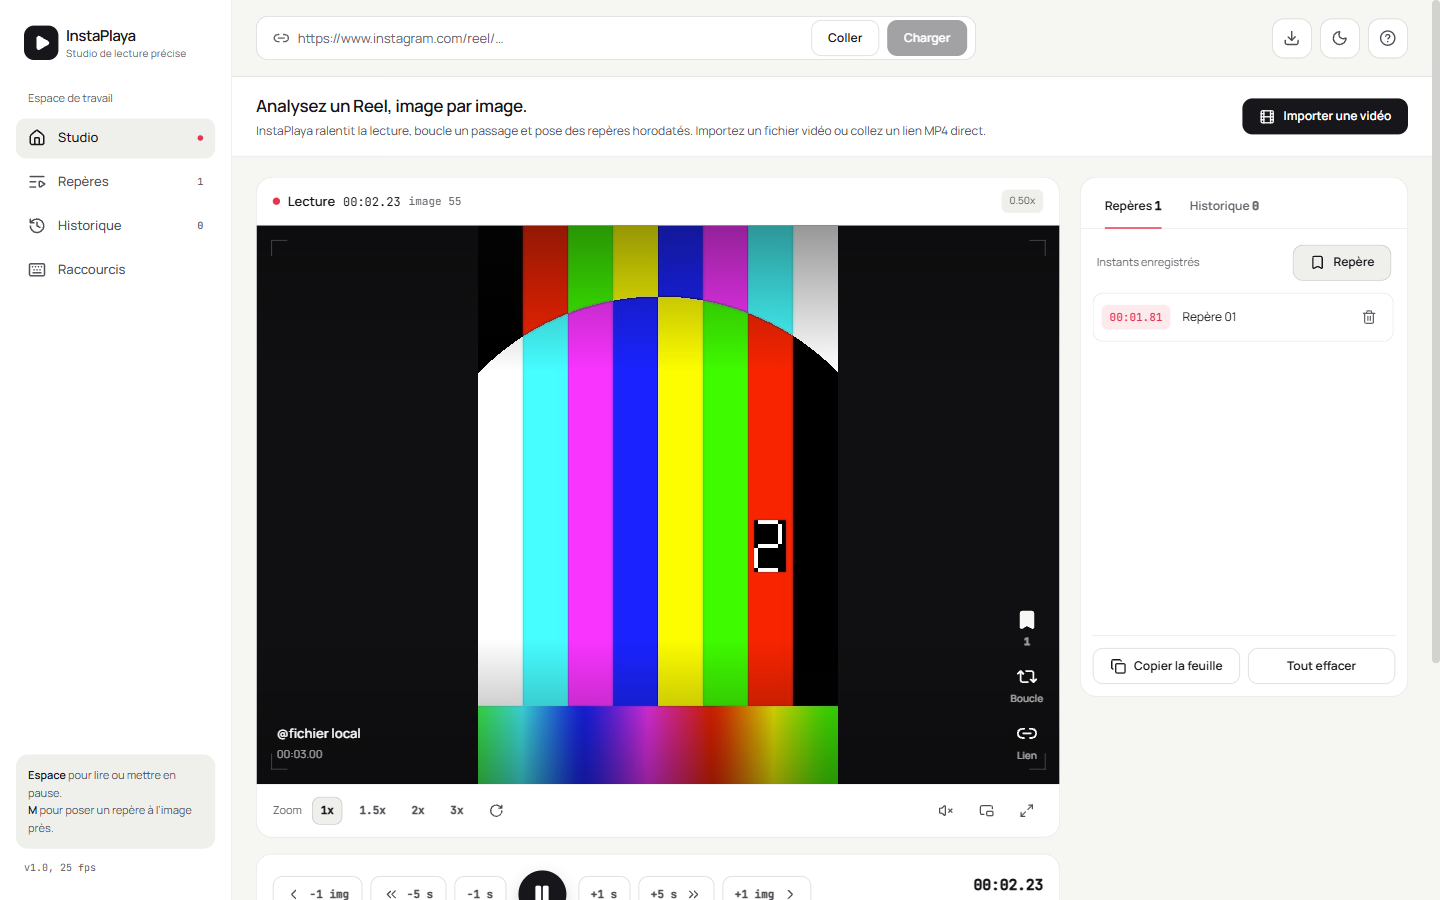 InstaPlaya
Studio de lecture précise
Espace de travail
Studio
Repères 1
Historique 0
Raccourcis
Espace pour lire ou mettre en
pause.
M pour poser un repère à l'image
près.
v1.0, 25 fps
https://www.instagram.com/reel/...
Coller
Charger
Analysez un Reel, image par image.
InstaPlaya ralentit la lecture, boucle un passage et pose des repères horodatés. Importez un fichier vidéo ou collez un lien MP4 direct.
Importer une vidéo
Lecture 00:02.23 image 55
0.50x
2
1
Boucle
Lien
@fichier local
00:03.00
Zoom 1x 1.5x 2x 3x
-1 img
-5 s
-1 s
+1 s
+5 s
+1 img
00:02.23
Repères 1
Historique 0
Instants enregistrés
Repère
00:01.81 Repère 01
Copier la feuille
Tout effacer